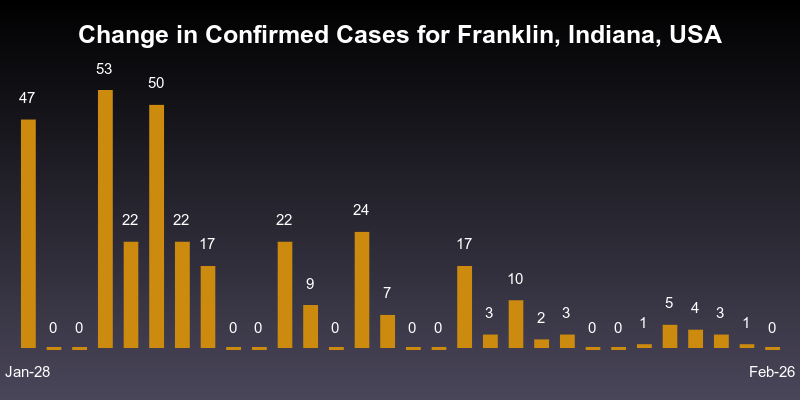 Change in Confirmed Cases for Franklin, Indiana, USA
47 0 0 53 22 50 22 17 0 0 22 9 0 24 7 0 0 17 3 10 2 3 0 0 1 5 4 3 1 0
Jan-28 Feb-26